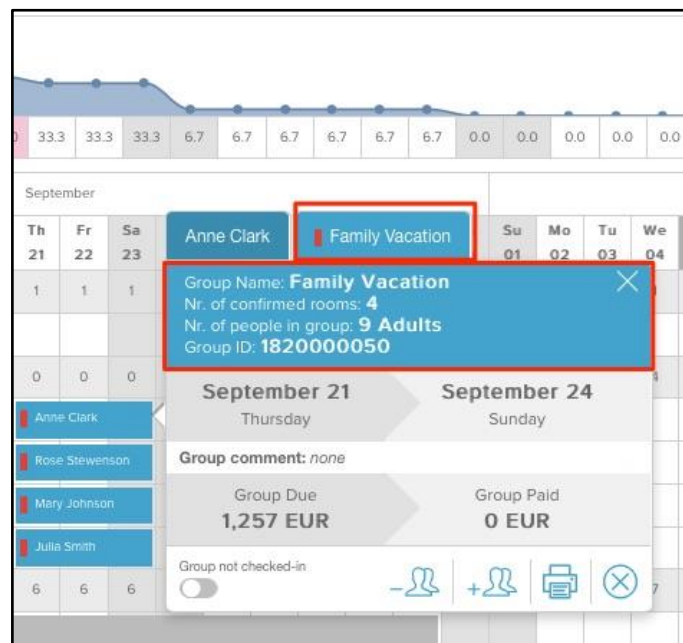 33.3 33.3 33.3 6.7 6.7 6.7 6.7 6.7 6.7 0.0 0.0 0.0 0.0 0.0
September
Th Fr Sa Su Mo Tu We
21 22 23 01 02 03 04
Anne Clark Family Vacation
1 1 1
Group Name: Family Vacation
Nr. of confirmed rooms: 4
Nr. of people in group: 9 Adults
Group ID: 1820000050
0 0 0
September 21 September 24
Thursday Sunday
Anne Clark
Rose Stewenson
Group comment: none
Mary Johnson
Group Due Group Paid
1,257 EUR 0 EUR
Julia Smith
Group not checked-in
6 6 6 7